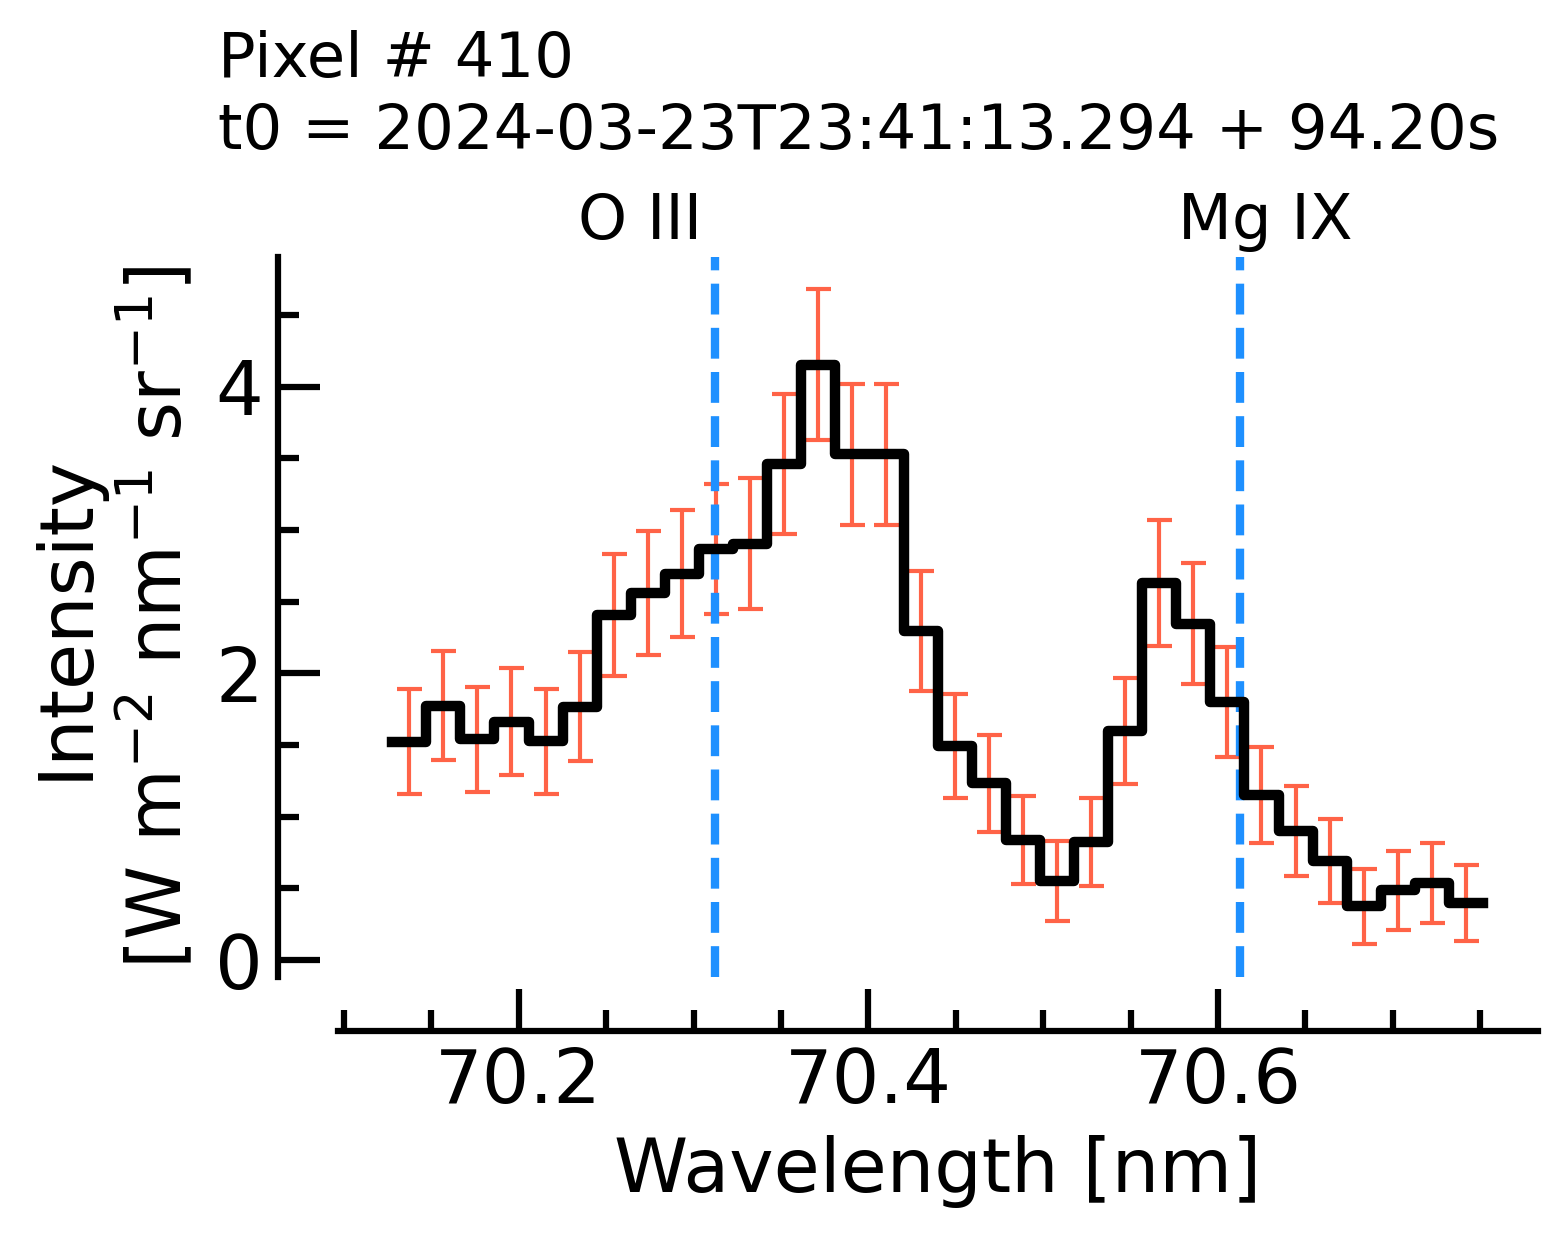 Pixel # 410
t0 = 2024-03-23T23:41:13.294 + 94.20s
O III
Mg IX
Intensity
[W m⁻² nm⁻¹ sr⁻¹]
4
2
0
70.2 70.4 70.6
Wavelength [nm]